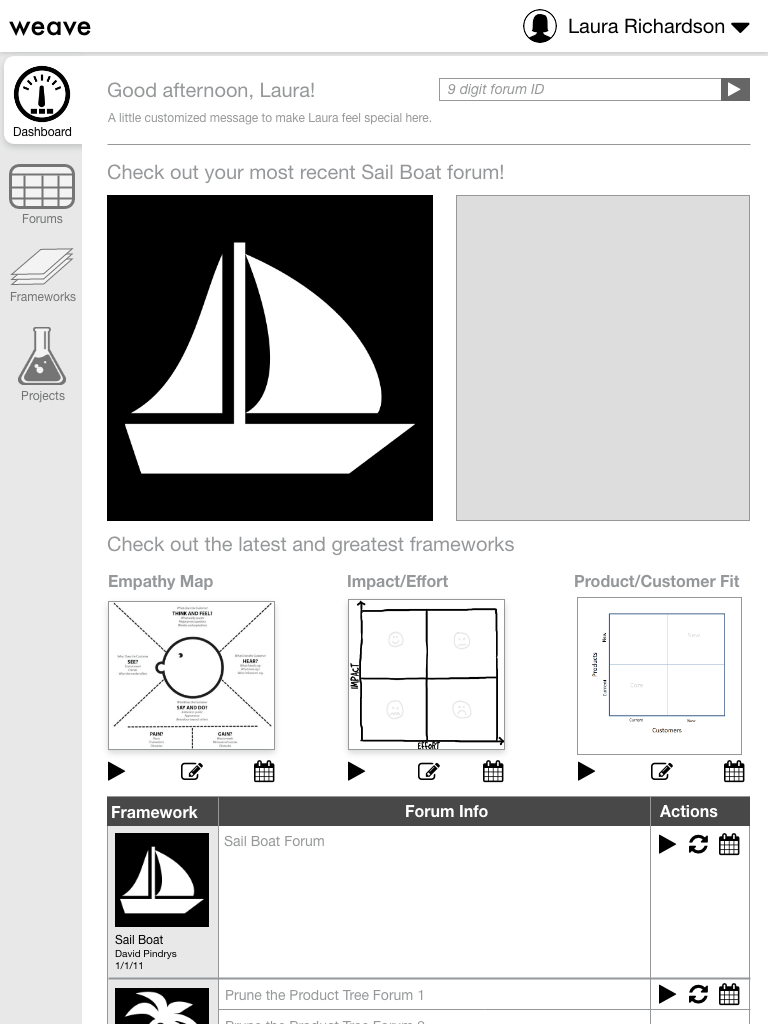 weave
Laura Richardson
Dashboard
Forums
Frameworks
Projects
Good afternoon, Laura!
9 digit forum ID
A little customized message to make Laura feel special here.
Check out your most recent Sail Boat forum!
Check out the latest and greatest frameworks
Empathy Map
Impact/Effort
Product/Customer Fit
THINK AND FEEL?
SEE?
HEAR?
SAY AND DO?
PAIN?
GAIN?
IMPACT
EFFORT
Products
New
Current
Current
New
Customers
Framework
Forum Info
Actions
Sail Boat Forum
Sail Boat
David Pindrys
1/1/11
Prune the Product Tree Forum 1
Prune the Product Tree Forum 2